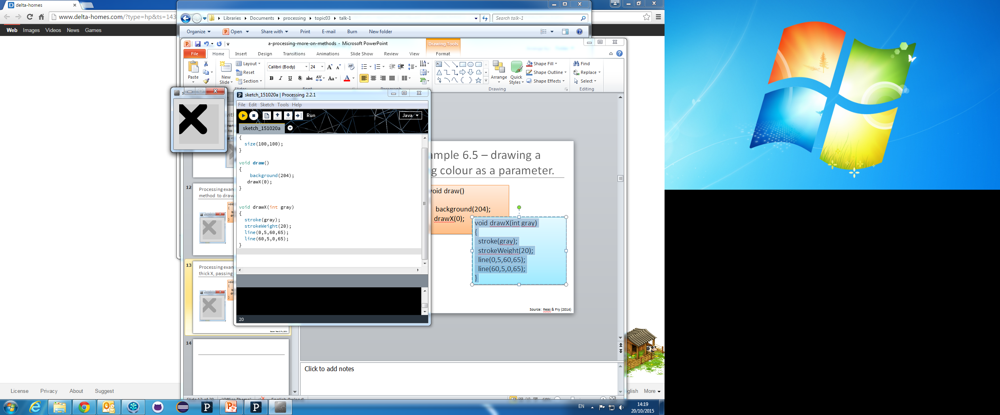 delta-homes
www.delta-homes.com/?type=hp&ts=143
Web Images Videos News Games
Libraries Documents processing topic03 talk-1
Search talk-1
Organize Open Share with Print E-mail Burn New folder
a-processing-more-on-methods - Microsoft PowerPoint
Drawing Tools
File Home Insert Design Transitions Animations Slide Show Review View Format
Paste
New Slide
Layout
Reset
Section
Slides
Calibri (Body) 24
Font
Paragraph
Arrange
Quick Styles
Shape Fill
Shape Outline
Shape Effects
Drawing
Find
Replace
Select
Editing
sketch_151020a | Processing 2.2.1
File Edit Sketch Tools Help
Run
Java
sketch_151020a
{
size(100,100);
}
void draw()
{
background(204);
drawX(0);
}
void drawX(int gray)
{
stroke(gray);
strokeWeight(20);
line(0,5,60,65);
line(60,5,0,65);
}
20
12
Processing exam
method to draw
13
Processing exam
thick X, passing
Source: Reas & Fry (2014)
14
ample 6.5 – drawing a
g colour as a parameter.
void draw()
background(204);
drawX(0);
void drawX(int gray)
{
stroke(gray);
strokeWeight(20);
line(0,5,60,65);
line(60,5,0,65);
}
Source: Reas & Fry (2014)
Click to add notes
License Privacy About Suggest
glish More
EN
14:19
20/10/2015